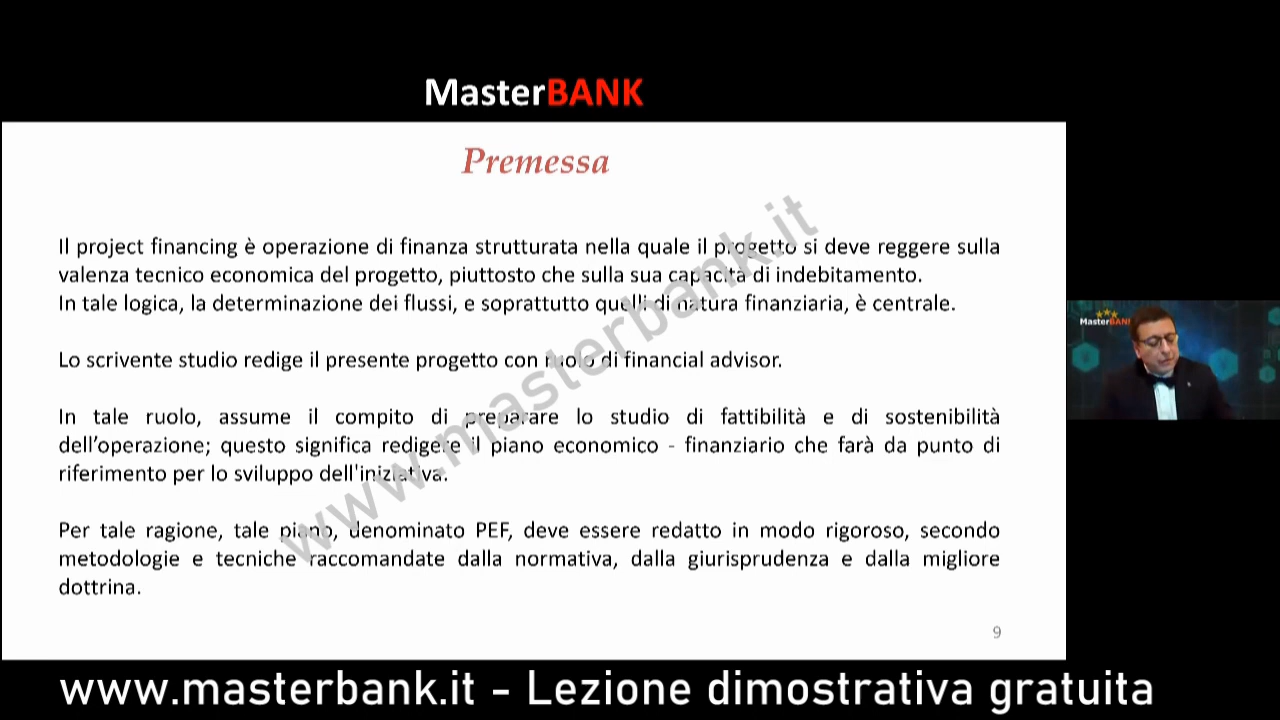 MasterBANK
Premessa
Il project financing è operazione di finanza strutturata nella quale il progetto si deve reggere sulla
valenza tecnico economica del progetto, piuttosto che sulla sua capacità di indebitamento.
In tale logica, la determinazione dei flussi, e soprattutto quelli di natura finanziaria, è centrale.
Lo scrivente studio redige il presente progetto con ruolo di financial advisor.
In tale ruolo, assume il compito di preparare lo studio di fattibilità e di sostenibilità
dell’operazione; questo significa redigere il piano economico - finanziario che farà da punto di
riferimento per lo sviluppo dell'iniziativa.
Per tale ragione, tale piano, denominato PEF, deve essere redatto in modo rigoroso, secondo
metodologie e tecniche raccomandate dalla normativa, dalla giurisprudenza e dalla migliore
dottrina.
9
www.masterbank.it
MasterBANK
www.masterbank.it - Lezione dimostrativa gratuita